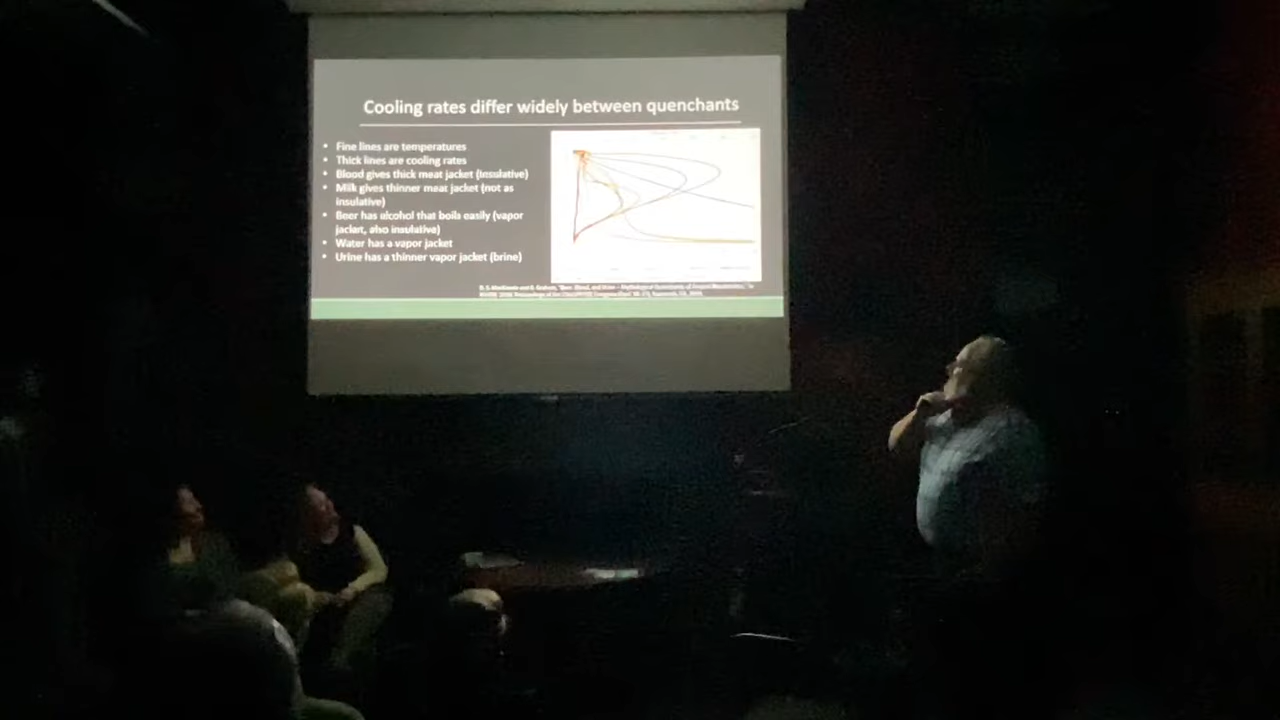 Cooling rates differ widely between quenchants
• Fine lines are temperatures
• Thick lines are cooling rates
• Blood gives thick meat jacket (insulative)
• Milk gives thinner meat jacket (not as
insulative)
• Beer has alcohol that boils easily (vapor
jacket, also insulative)
• Water has a vapor jacket
• Urine has a thinner vapor jacket (brine)